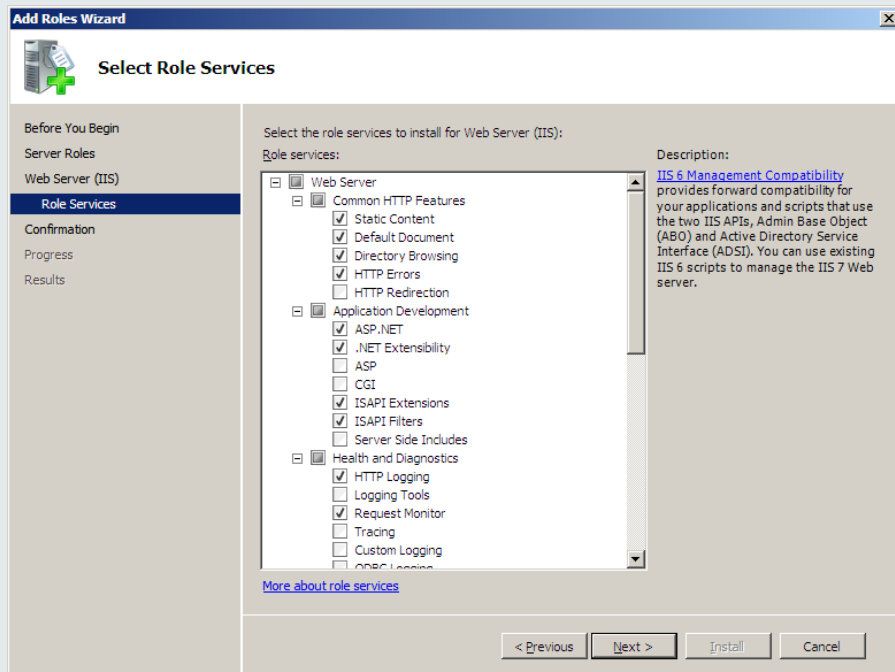 Add Roles Wizard
Select Role Services
Before You Begin
Server Roles
Web Server (IIS)
Role Services
Confirmation
Progress
Results
Select the role services to install for Web Server (IIS):
Role services:
Web Server
Common HTTP Features
Static Content
Default Document
Directory Browsing
HTTP Errors
HTTP Redirection
Application Development
ASP.NET
.NET Extensibility
ASP
CGI
ISAPI Extensions
ISAPI Filters
Server Side Includes
Health and Diagnostics
HTTP Logging
Logging Tools
Request Monitor
Tracing
Custom Logging
ODBC Logging
More about role services
Description:
IIS 6 Management Compatibility
provides forward compatibility for
your applications and scripts that use
the two IIS APIs, Admin Base Object
(ABO) and Active Directory Service
Interface (ADSI). You can use existing
IIS 6 scripts to manage the IIS 7 Web
server.
< Previous
Next >
Install
Cancel